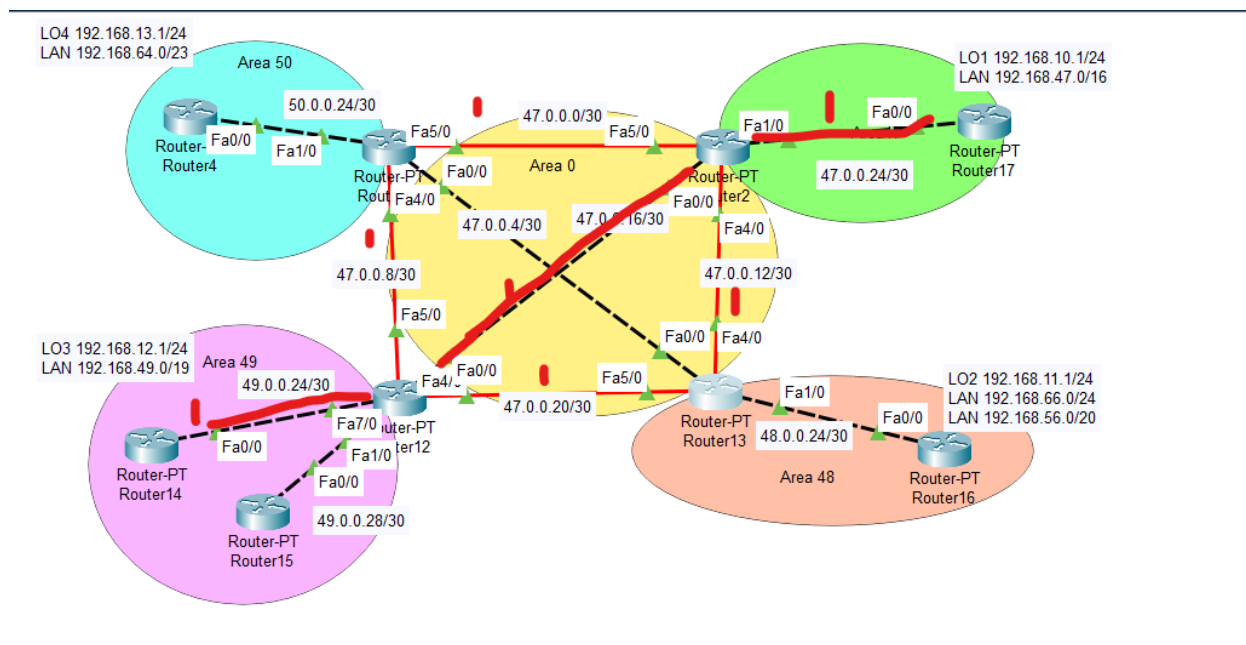 LO4 192.168.13.1/24
LAN 192.168.64.0/23
Area 50
50.0.0.24/30
Fa0/0
Fa1/0
Router-
Router4
Fa5/0
47.0.0.0/30
Fa5/0
Fa1/0
Fa0/0
LO1 192.168.10.1/24
LAN 192.168.47.0/16
Router-PT
Router17
47.0.0.24/30
Router-PT
Fa0/0
Fa4/0
Area 0
Router-PT
Fa0/0
Fa4/0
47.0.0.4/30
47.0.0.8/30
47.0.0.12/30
Fa5/0
Fa0/0
Fa4/0
LO3 192.168.12.1/24
LAN 192.168.49.0/19
Area 49
49.0.0.24/30
Fa0/0
Fa7/0
Fa1/0
Fa0/0
Router-PT
Router14
Router-PT
Router15
49.0.0.28/30
Fa0/0
47.0.0.20/30
Fa5/0
Router-PT
Router13
Fa1/0
Fa0/0
48.0.0.24/30
Area 48
LO2 192.168.11.1/24
LAN 192.168.66.0/24
LAN 192.168.56.0/20
Router-PT
Router16